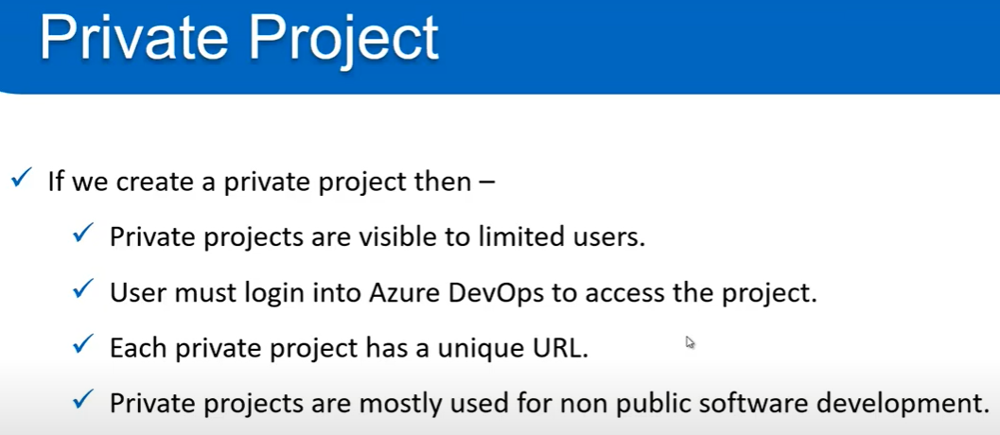 Private Project
If we create a private project then –
Private projects are visible to limited users.
User must login into Azure DevOps to access the project.
Each private project has a unique URL.
Private projects are mostly used for non public software development.